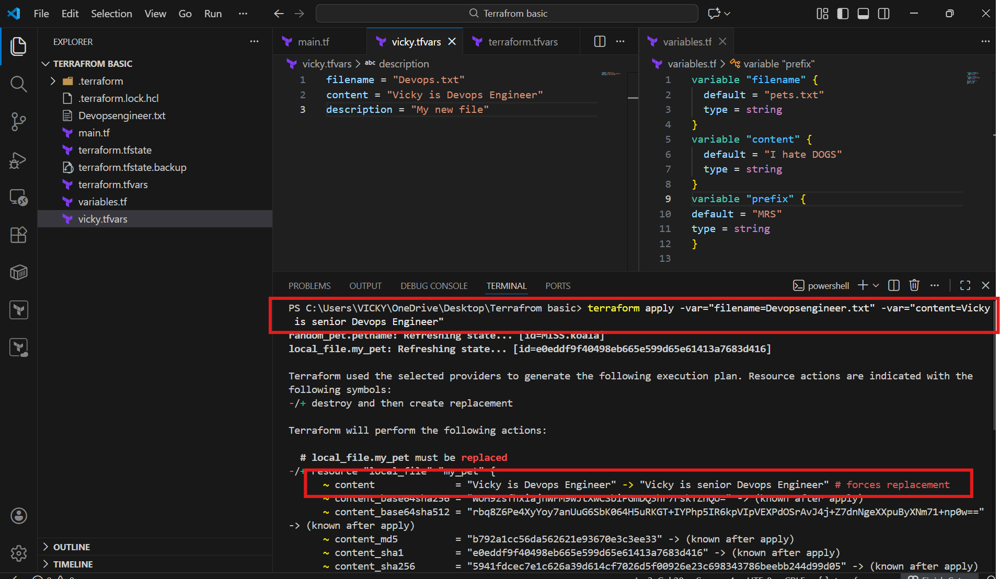 File Edit Selection View Go Run ··· Terrafrom basic
EXPLORER
TERRAFROM BASIC
.terraform
.terraform.lock.hcl
Devopsengineer.txt
main.tf
terraform.tfstate
terraform.tfstate.backup
terraform.tfvars
variables.tf
vicky.tfvars
OUTLINE
TIMELINE
main.tf vicky.tfvars terraform.tfvars
vicky.tfvars > abc description
1 filename = "Devops.txt"
2 content = "Vicky is Devops Engineer"
3 description = "My new file"
variables.tf
variables.tf > variable "prefix"
1 variable "filename" {
2 default = "pets.txt"
3 type = string
4 }
5 variable "content" {
6 default = "I hate DOGS"
7 type = string
8 }
9 variable "prefix" {
10 default = "MRS"
11 type = string
12 }
13
PROBLEMS OUTPUT DEBUG CONSOLE TERMINAL PORTS powershell
PS C:\Users\VICKY\OneDrive\Desktop\Terrafrom basic> terraform apply -var="filename=Devopsengineer.txt" -var="content=Vicky
is senior Devops Engineer"
random_pet.petname: Refreshing state... [id=MISS.koala]
local_file.my_pet: Refreshing state... [id=e0eddf9f40498eb665e599d65e61413a7683d416]
Terraform used the selected providers to generate the following execution plan. Resource actions are indicated with the
following symbols:
-/+ destroy and then create replacement
Terraform will perform the following actions:
# local_file.my_pet must be replaced
-/+ resource "local_file" "my_pet" {
~ content = "Vicky is Devops Engineer" -> "Vicky is senior Devops Engineer" # forces replacement
~ content_base64sha256 = -> (known after apply)
~ content_base64sha512 = "rbq8Z6Pe4XyYoy7anUuG6SbK064H5uRKGT+IYPhp5IR6kpVIpVEXPdOSrAvJ4j+Z7dnNgeXXpuByXNm71+np0w=="
-> (known after apply)
~ content_md5 = "b792a1cc56da562621e93670e3c3ee33" -> (known after apply)
~ content_sha1 = "e0eddf9f40498eb665e599d65e61413a7683d416" -> (known after apply)
~ content_sha256 = "5941fdcec7e1c626a39d614cf7026d5f00926e23c698343786beebb244d99d05" -> (known after apply)